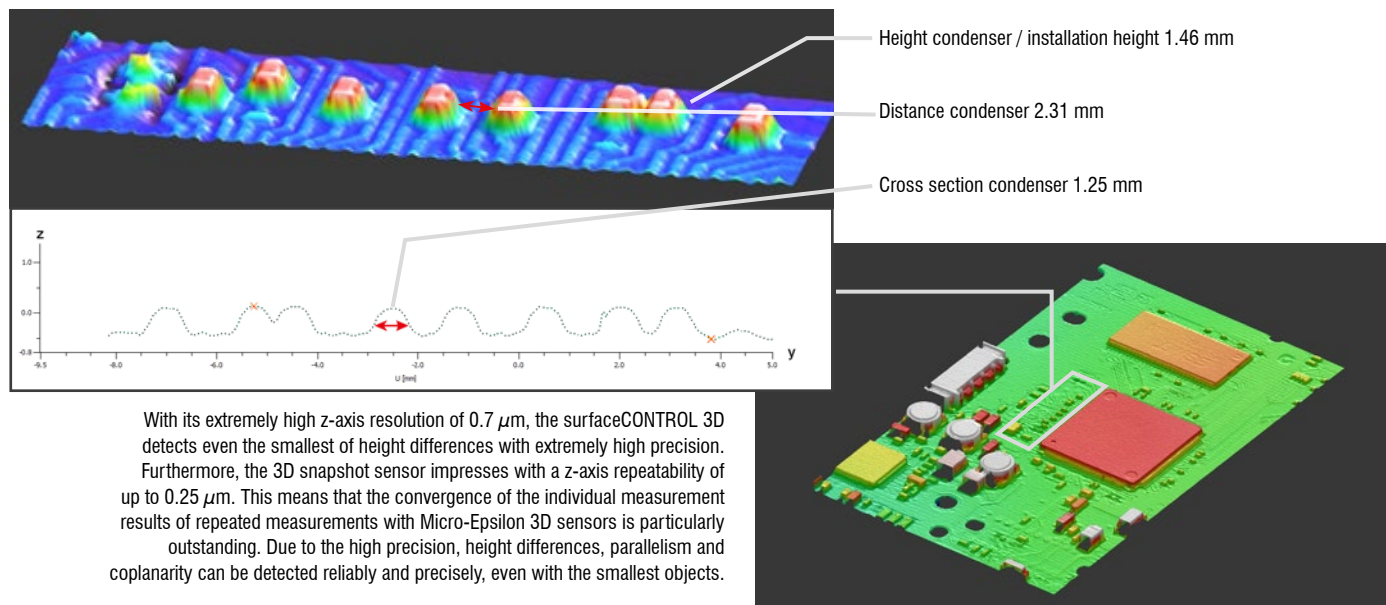 Height condenser / installation height 1.46 mm
Distance condenser 2.31 mm
Cross section condenser 1.25 mm
z
1.0
0.0
-0.8
-9.5 -8.0 -6.0 -4.0 -2.0 0.0 2.0 4.0 5.0
y
U [mm]
With its extremely high z-axis resolution of 0.7 µm, the surfaceCONTROL 3D
detects even the smallest of height differences with extremely high precision.
Furthermore, the 3D snapshot sensor impresses with a z-axis repeatability of
up to 0.25 µm. This means that the convergence of the individual measurement
results of repeated measurements with Micro-Epsilon 3D sensors is particularly
outstanding. Due to the high precision, height differences, parallelism and
coplanarity can be detected reliably and precisely, even with the smallest objects.